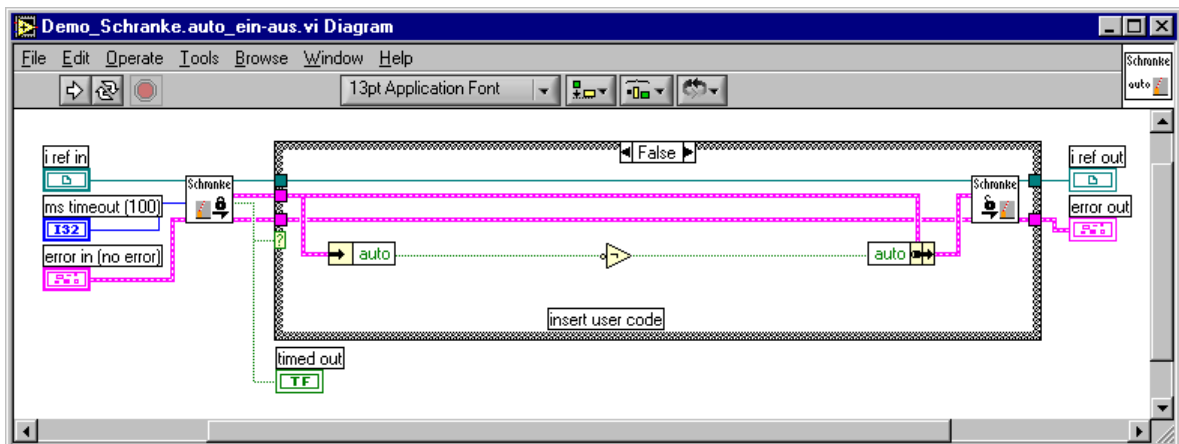 Demo_Schranke.auto_ein-aus.vi Diagram
File Edit Operate Tools Browse Window Help
Schranke
auto
13pt Application Font
False
i ref in
i ref out
Schranke
Schranke
ms timeout (100)
error out
I32
?
error in (no error)
auto
auto
insert user code
timed out
TF